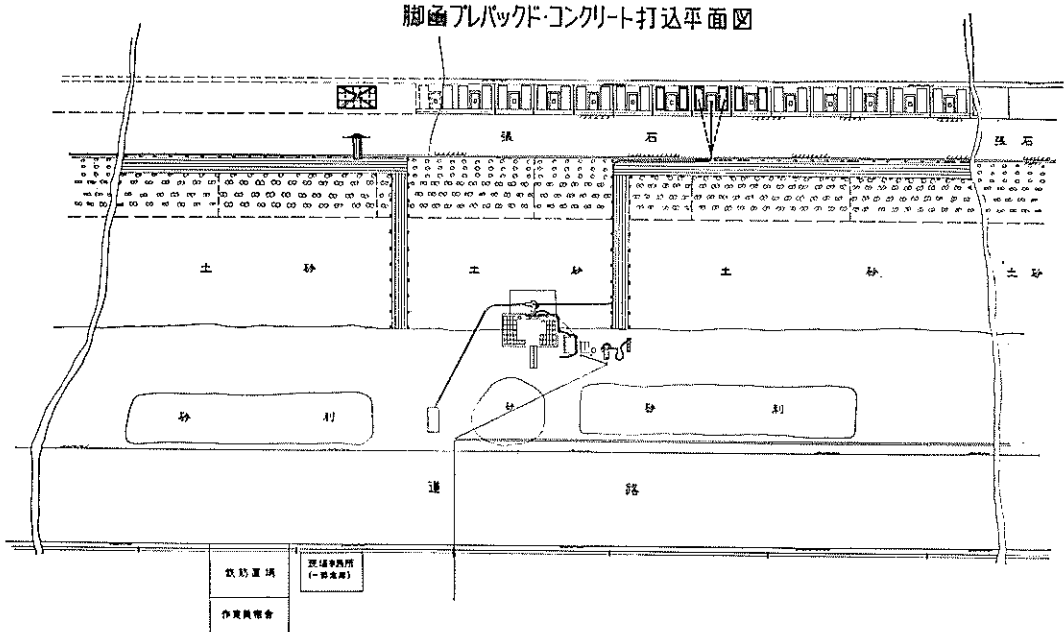 脚函プレパックド・コンクリート打込平面図
張 石 張 石
土 砂 土 砂 土 砂 土 砂
砂 利 砂 砂 利
道 路
鉄筋置場
現場事務所
作業員宿舎